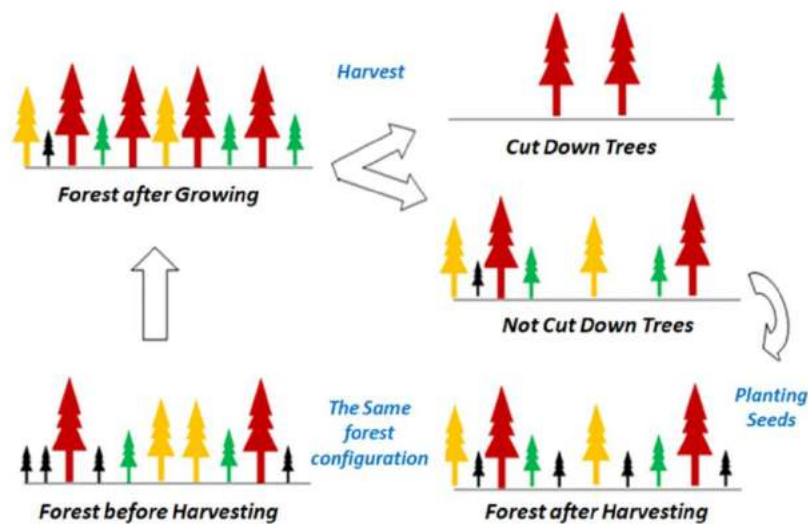 Harvest
Cut Down Trees
Forest after Growing
Not Cut Down Trees
The Same
forest
configuration
Planting
Seeds
Forest before Harvesting
Forest after Harvesting